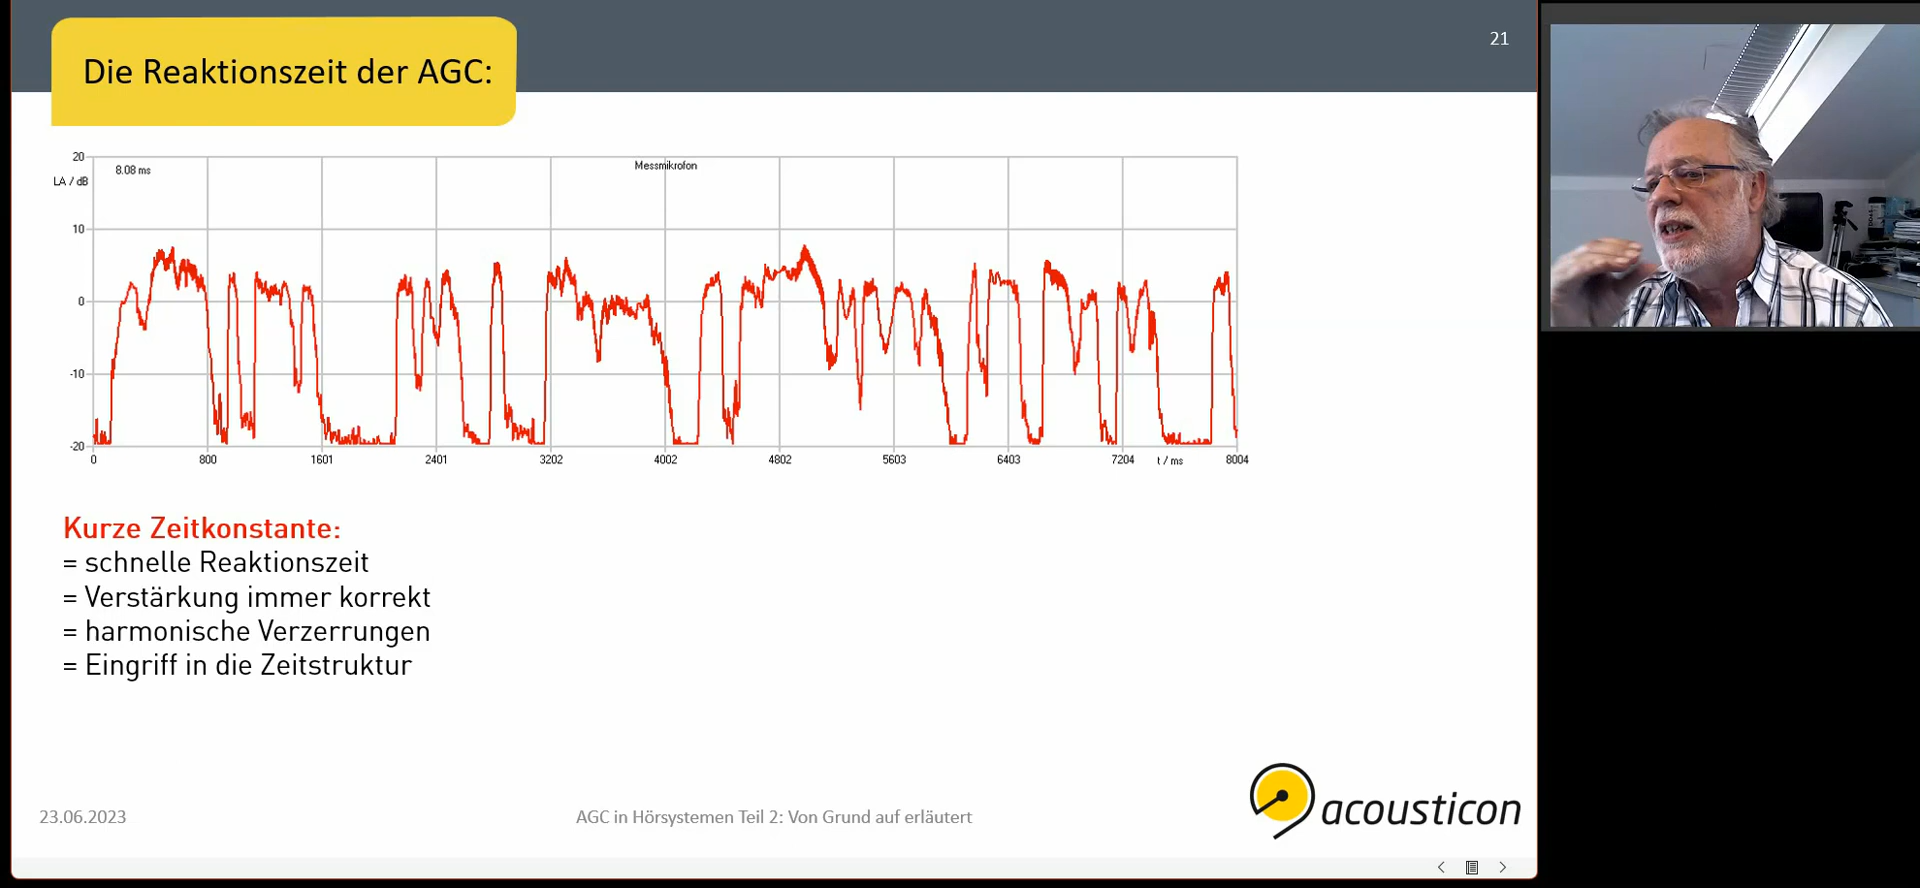 Die Reaktionszeit der AGC:
21
20
LA / dB
8.08 ms
Messmikrofon
10
0
-10
-20
0 800 1601 2401 3202 4002 4802 5603 6403 7204 t / ms 8004
Kurze Zeitkonstante:
= schnelle Reaktionszeit
= Verstärkung immer korrekt
= harmonische Verzerrungen
= Eingriff in die Zeitstruktur
23.06.2023
AGC in Hörsystemen Teil 2: Von Grund auf erläutert
acousticon